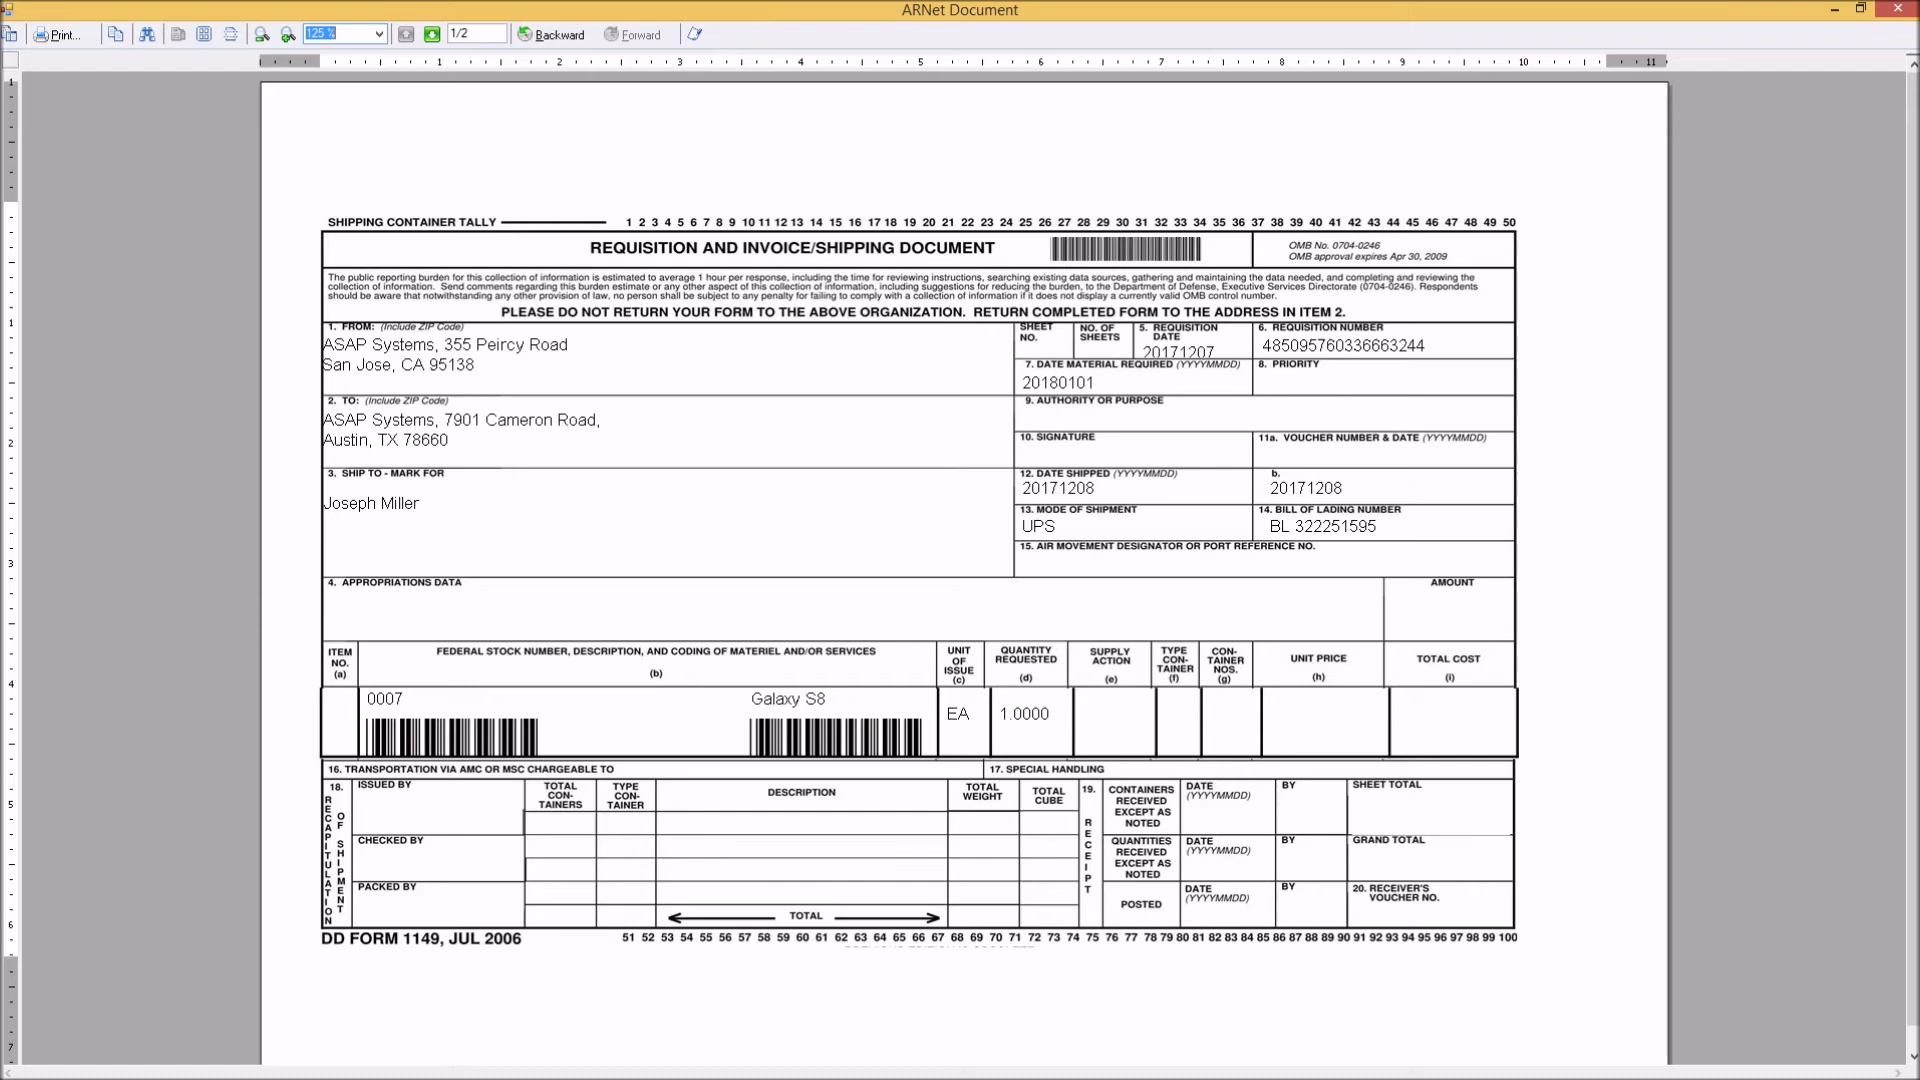 ARNet Document
Print... 125 % 1/2 Backward Forward
1 2 3 4 5 6 7 8 9 10 11
SHIPPING CONTAINER TALLY 1 2 3 4 5 6 7 8 9 10 11 12 13 14 15 16 17 18 19 20 21 22 23 24 25 26 27 28 29 30 31 32 33 34 35 36 37 38 39 40 41 42 43 44 45 46 47 48 49 50
REQUISITION AND INVOICE/SHIPPING DOCUMENT
OMB No. 0704-0246
OMB approval expires Apr 30, 2009
The public reporting burden for this collection of information is estimated to average 1 hour per response, including the time for reviewing instructions, searching existing data sources, gathering and maintaining the data needed, and completing and reviewing the
collection of information. Send comments regarding this burden estimate or any other aspect of this collection of information, including suggestions for reducing the burden, to the Department of Defense, Executive Services Directorate (0704-0246). Respondents
should be aware that notwithstanding any other provision of law, no person shall be subject to any penalty for failing to comply with a collection of information if it does not display a currently valid OMB control number.
PLEASE DO NOT RETURN YOUR FORM TO THE ABOVE ORGANIZATION. RETURN COMPLETED FORM TO THE ADDRESS IN ITEM 2.
1. FROM: (Include ZIP Code)
ASAP Systems, 355 Peircy Road
San Jose, CA 95138
SHEET
NO.
NO. OF
SHEETS
5. REQUISITION
DATE
20171207
6. REQUISITION NUMBER
485095760336663244
7. DATE MATERIAL REQUIRED (YYYYMMDD)
20180101
8. PRIORITY
2. TO: (Include ZIP Code)
ASAP Systems, 7901 Cameron Road,
Austin, TX 78660
9. AUTHORITY OR PURPOSE
10. SIGNATURE
11a. VOUCHER NUMBER & DATE (YYYYMMDD)
3. SHIP TO - MARK FOR
Joseph Miller
12. DATE SHIPPED (YYYYMMDD)
20171208
b.
20171208
13. MODE OF SHIPMENT
UPS
14. BILL OF LADING NUMBER
BL 322251595
15. AIR MOVEMENT DESIGNATOR OR PORT REFERENCE NO.
4. APPROPRIATIONS DATA
AMOUNT
ITEM
NO.
(a)
FEDERAL STOCK NUMBER, DESCRIPTION, AND CODING OF MATERIEL AND/OR SERVICES
(b)
UNIT
OF
ISSUE
(c)
QUANTITY
REQUESTED
(d)
SUPPLY
ACTION
(e)
TYPE
CON-
TAINER
(f)
CON-
TAINER
NOS.
(g)
UNIT PRICE
(h)
TOTAL COST
(i)
0007 Galaxy S8
EA 1.0000
16. TRANSPORTATION VIA AMC OR MSC CHARGEABLE TO
17. SPECIAL HANDLING
18.
RECAPITULATION
OF SHIPMENT
ISSUED BY
CHECKED BY
PACKED BY
TOTAL
CON-
TAINERS
TYPE
CON-
TAINER
DESCRIPTION
TOTAL
WEIGHT
TOTAL
CUBE
TOTAL
19.
RECEIPT
CONTAINERS
RECEIVED
EXCEPT AS
NOTED
DATE
(YYYYMMDD)
BY
SHEET TOTAL
QUANTITIES
RECEIVED
EXCEPT AS
NOTED
DATE
(YYYYMMDD)
BY
GRAND TOTAL
POSTED
DATE
(YYYYMMDD)
BY
20. RECEIVER'S
VOUCHER NO.
DD FORM 1149, JUL 2006 51 52 53 54 55 56 57 58 59 60 61 62 63 64 65 66 67 68 69 70 71 72 73 74 75 76 77 78 79 80 81 82 83 84 85 86 87 88 89 90 91 92 93 94 95 96 97 98 99 100
1
1
2
3
4
5
6
7